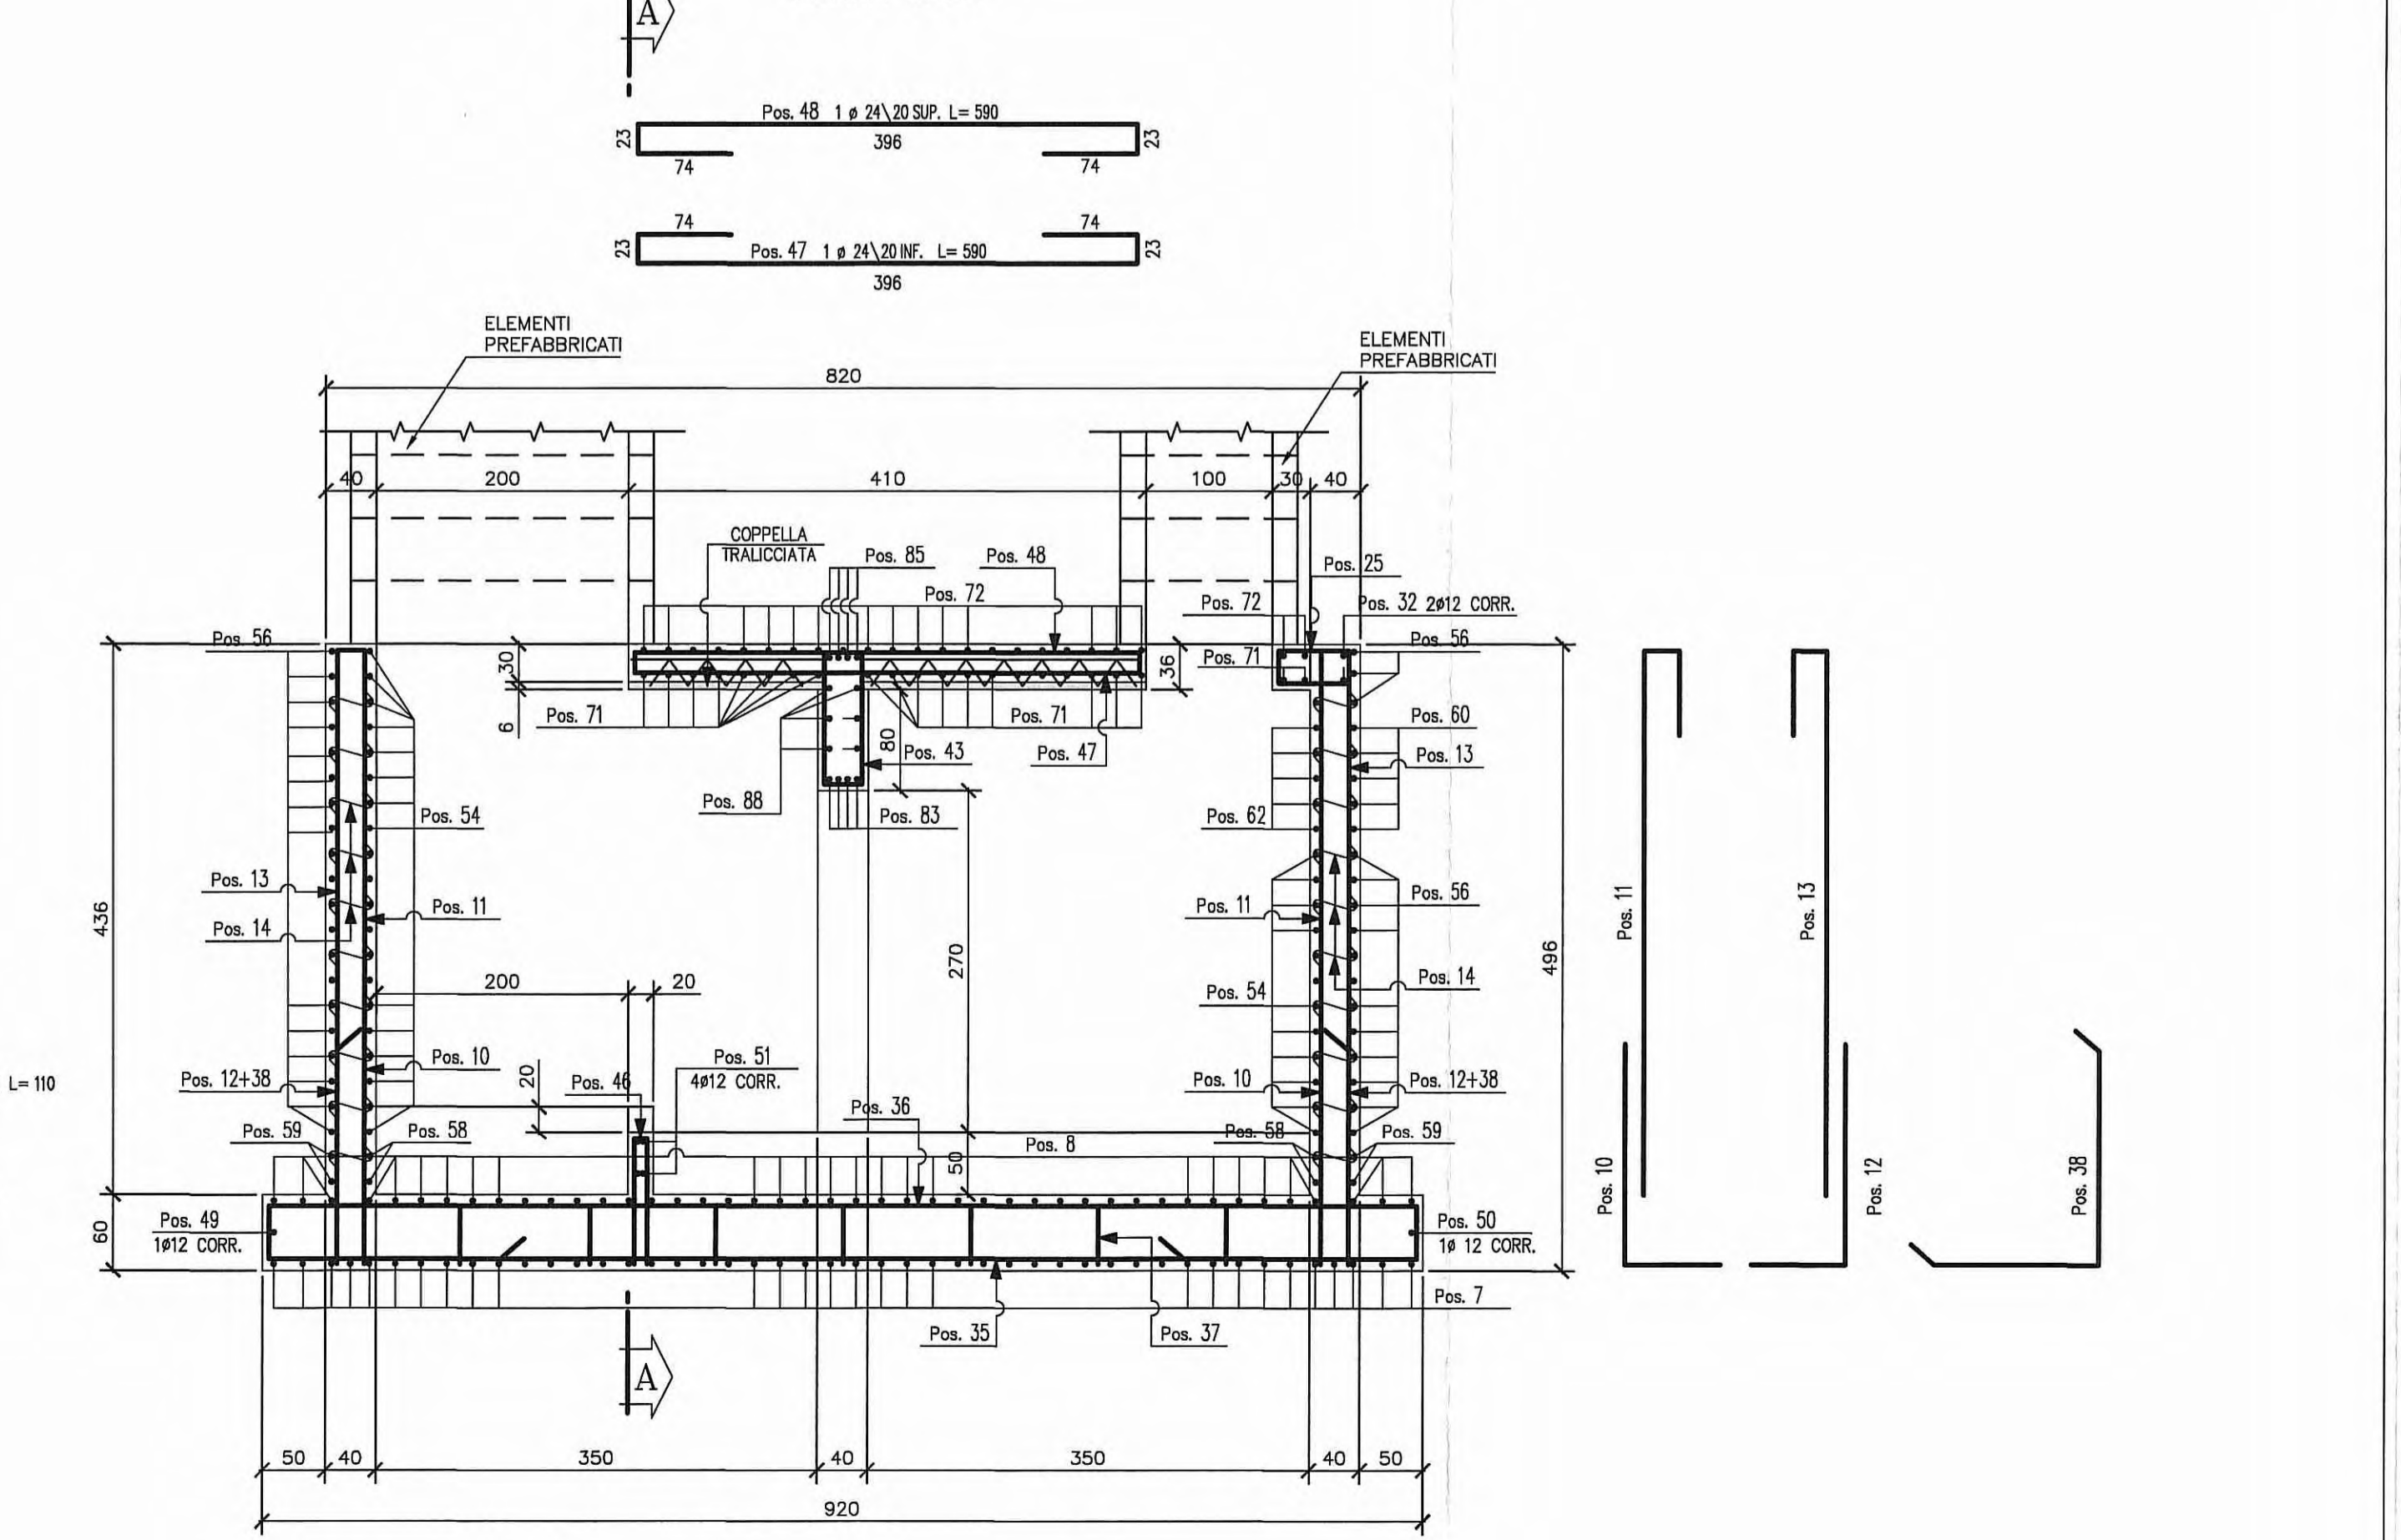 A
Pos. 48 1 ø 24\20 SUP. L= 590
23
396
23
74
74
74
74
23
Pos. 47 1 ø 24\20 INF. L= 590
23
396
ELEMENTI
PREFABBRICATI
ELEMENTI
PREFABBRICATI
820
40
200
410
100
30
40
COPPELLA
TRALICCIATA
Pos. 85
Pos. 48
Pos. 25
Pos. 72
Pos. 72
Pos. 32 2ø12 CORR.
Pos. 56
Pos. 56
30
36
Pos. 71
6
Pos. 71
Pos. 71
Pos. 60
80
Pos. 43
Pos. 47
Pos. 13
Pos. 88
Pos. 83
Pos. 54
Pos. 62
Pos. 13
Pos. 11
Pos. 14
436
Pos. 11
Pos. 56
Pos. 11
Pos. 13
270
496
200
20
Pos. 54
Pos. 14
Pos. 10
Pos. 51
4ø12 CORR.
L= 110
Pos. 12+38
20
Pos. 46
Pos. 10
Pos. 12+38
Pos. 36
Pos. 59
Pos. 58
Pos. 8
Pos. 58
Pos. 59
50
Pos. 10
Pos. 12
Pos. 38
60
Pos. 49
1ø12 CORR.
Pos. 50
1ø 12 CORR.
Pos. 7
Pos. 35
Pos. 37
A
50
40
350
40
350
40
50
920